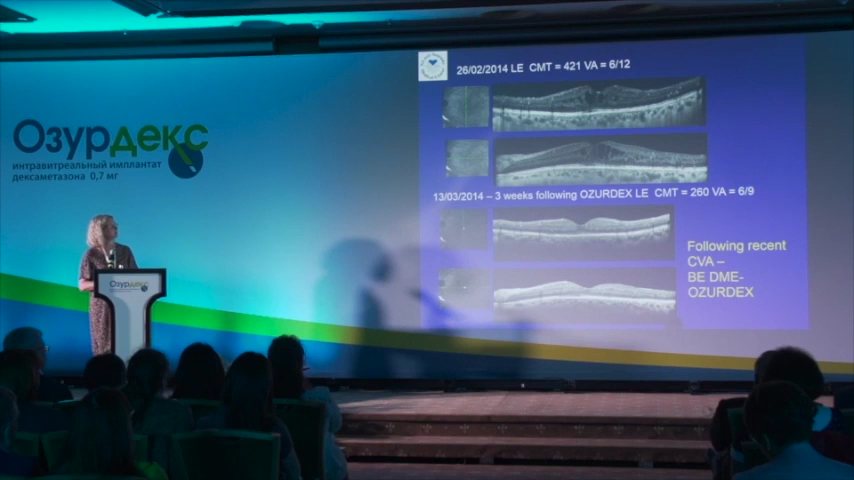 Озурдекс
интравитреальный имплантат
дексаметазона 0,7 мг
Озурдекс
26/02/2014 LE CMT = 421 VA = 6/12
13/03/2014 – 3 weeks following OZURDEX LE CMT = 260 VA = 6/9
Following recent
CVA –
BE DME-
OZURDEX